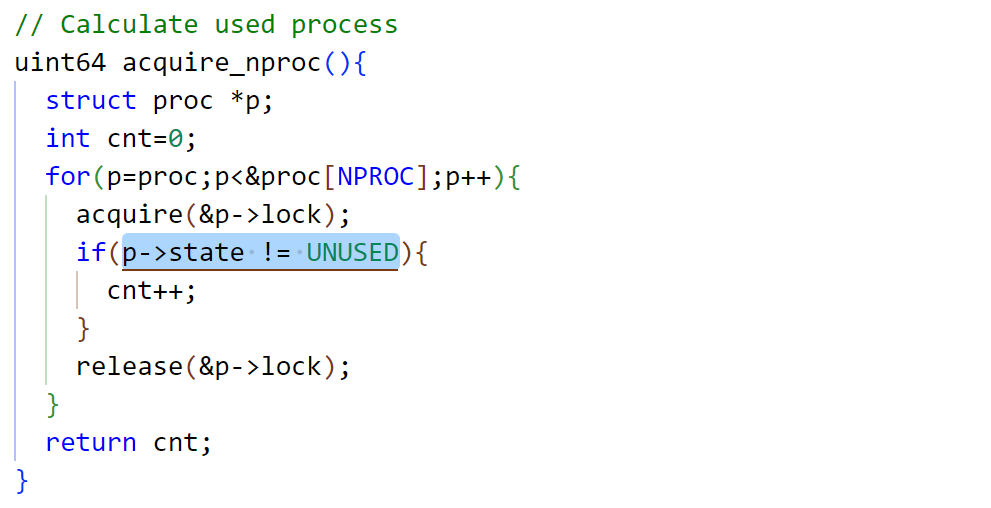 // Calculate used process
uint64 acquire_nproc(){
struct proc *p;
int cnt=0;
for(p=proc;p<&proc[NPROC];p++){
acquire(&p->lock);
if(p->state != UNUSED){
cnt++;
}
release(&p->lock);
}
return cnt;
}